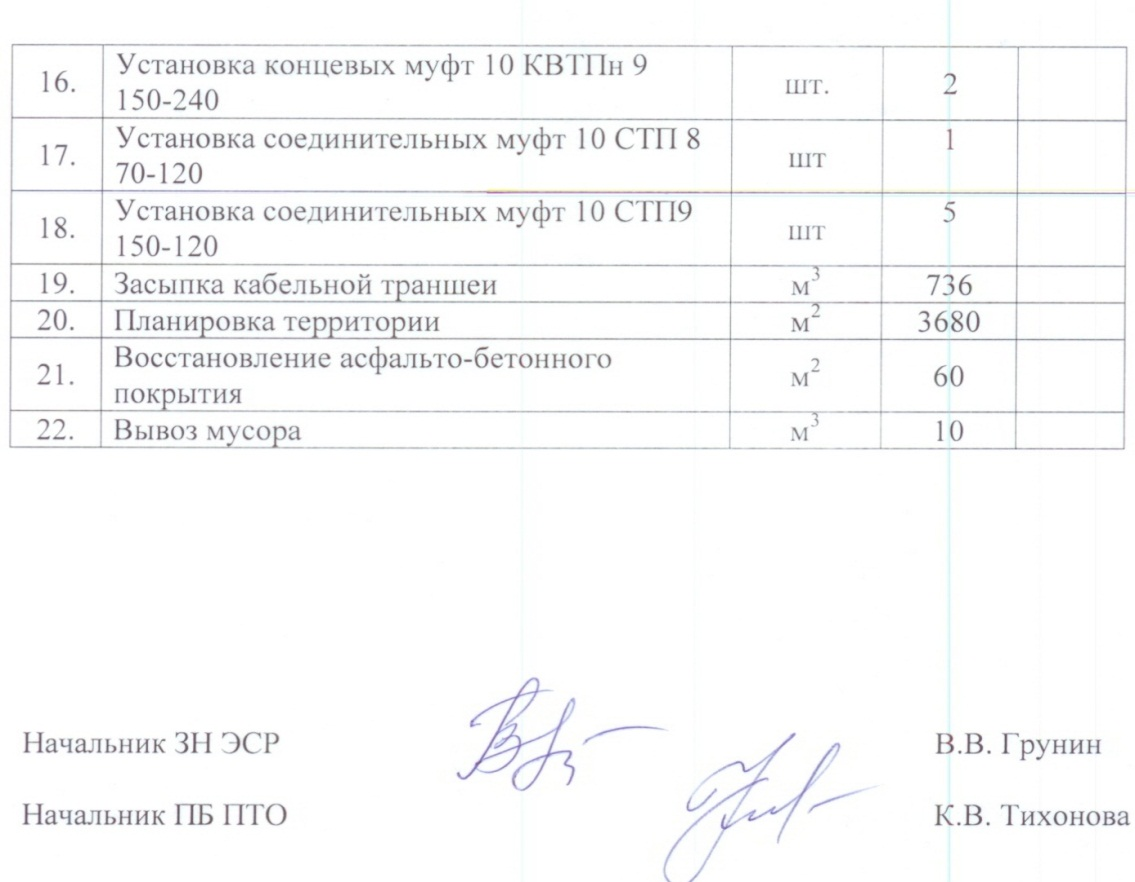 16. Установка концевых муфт 10 КВТПн 9 шт. 2
150-240
17. Установка соединительных муфт 10 СТП 8 шт 1
70-120
18. Установка соединительных муфт 10 СТП9 шт 5
150-120
19. Засыпка кабельной траншеи м³ 736
20. Планировка территории м² 3680
21. Восстановление асфальто-бетонного м² 60
покрытия
22. Вывоз мусора м³ 10
Начальник ЗН ЭСР В.В. Грунин
Начальник ПБ ПТО К.В. Тихонова